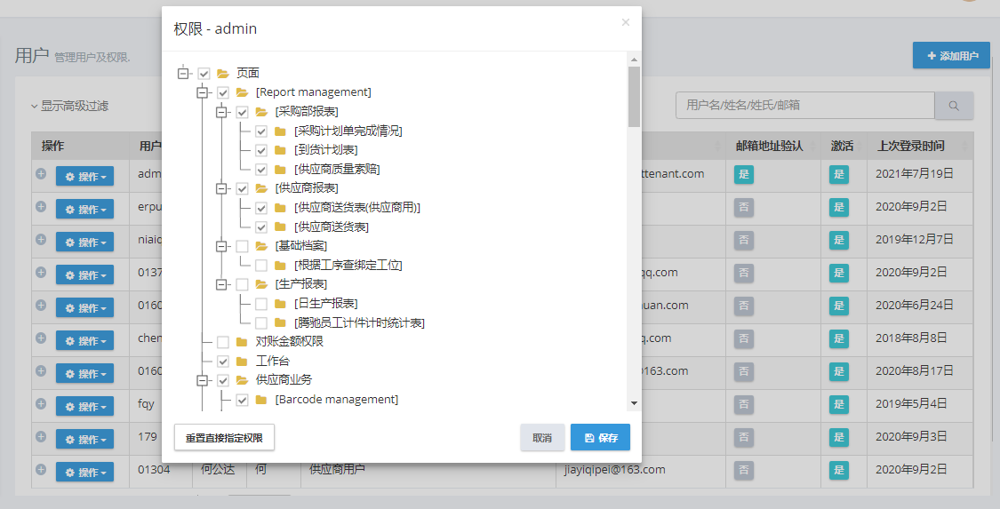 权限 - admin
×
用户 管理用户及权限.
添加用户
显示高级过滤
用户名/姓名/姓氏/邮箱
操作 用户 邮箱地址验认 激活 上次登录时间
操作 adm ttenant.com 是 是 2021年7月19日
操作 erpu 否 是 2020年9月2日
操作 niaic 否 是 2019年12月7日
操作 0137 qq.com 否 是 2020年9月2日
操作 0160 nuan.com 否 是 2020年6月24日
操作 chen q.com 否 是 2018年8月8日
操作 0160 @163.com 否 是 2020年8月17日
操作 fqy 否 是 2019年5月4日
操作 179 否 是 2020年9月3日
操作 01304 何公达 何 供应商用户 jiayiqipei@163.com 否 是 2020年9月2日
页面
[Report management]
[采购部报表]
[采购计划单完成情况]
[到货计划表]
[供应商质量索赔]
[供应商报表]
[供应商送货表(供应商用)]
[供应商送货表]
[基础档案]
[根据工序查绑定工位]
[生产报表]
[日生产报表]
[腾驰员工计件计时统计表]
对账金额权限
工作台
供应商业务
[Barcode management]
重置直接指定权限
取消
保存